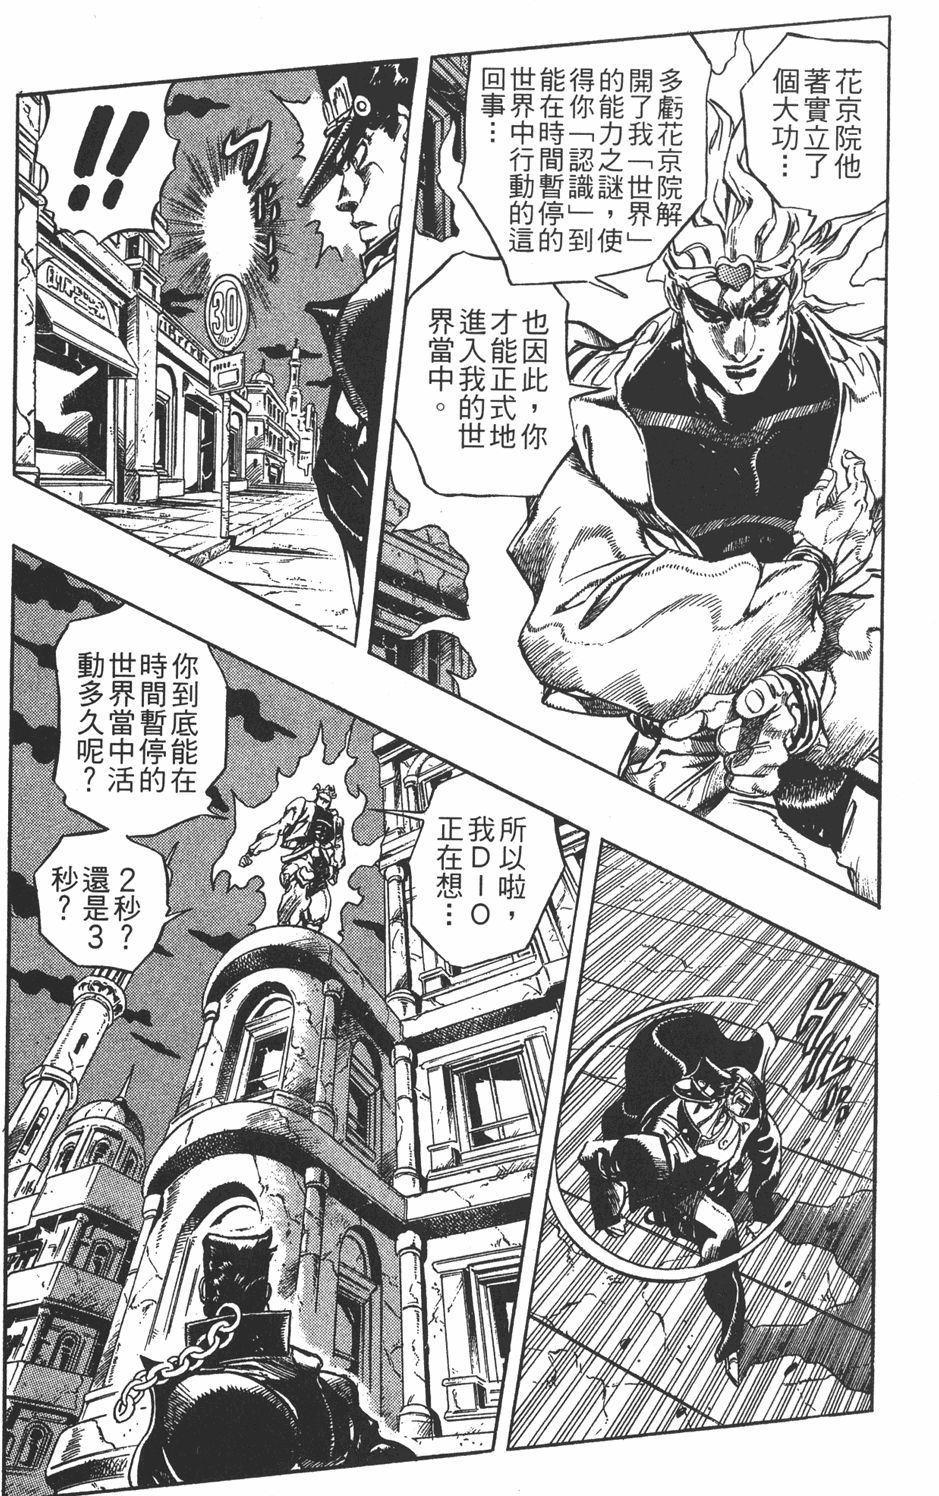 花京院他
著實立了
個大功…
多虧花京院解
開了我「世界」
的能力之謎，使
得你「認識」到
能在時間暫停的
世界中行動的這
回事…
也因此，你
才能正式地
進入我的世
界當中。
!!
30
所以啦，
我DIO
正在想…
你到底能在
時間暫停的
世界當中活
動多久呢？
2秒？
還是3
秒？